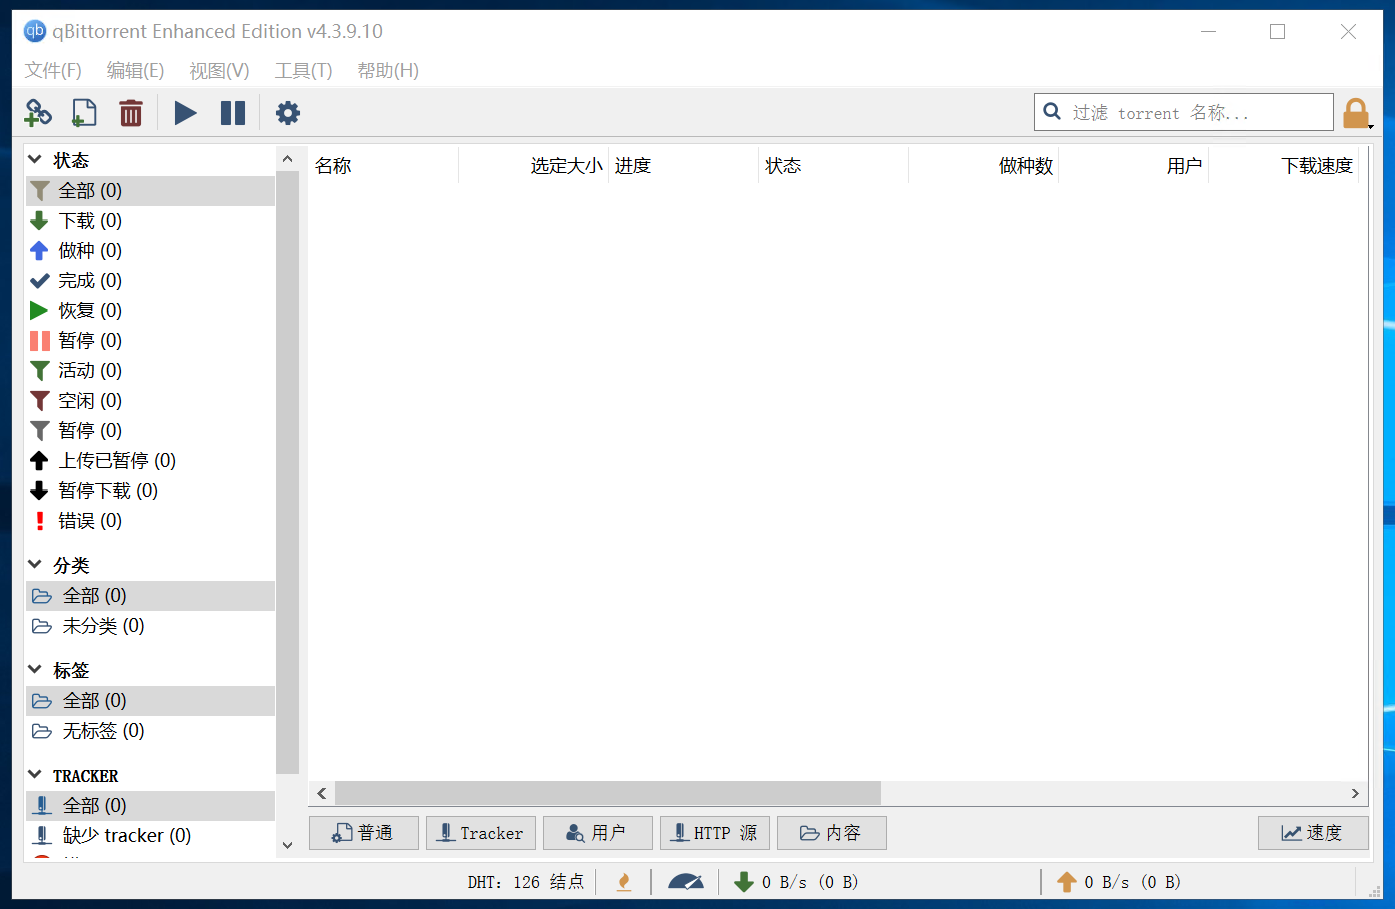 qBittorrent Enhanced Edition v4.3.9.10
文件(F) 编辑(E) 视图(V) 工具(T) 帮助(H)
过滤 torrent 名称...
状态
全部 (0)
下载 (0)
做种 (0)
完成 (0)
恢复 (0)
暂停 (0)
活动 (0)
空闲 (0)
暂停 (0)
上传已暂停 (0)
暂停下载 (0)
错误 (0)
分类
全部 (0)
未分类 (0)
标签
全部 (0)
无标签 (0)
TRACKER
全部 (0)
缺少 tracker (0)
名称 选定大小 进度 状态 做种数 用户 下载速度
普通 Tracker 用户 HTTP 源 内容 速度
DHT: 126 结点 0 B/s (0 B) 0 B/s (0 B)